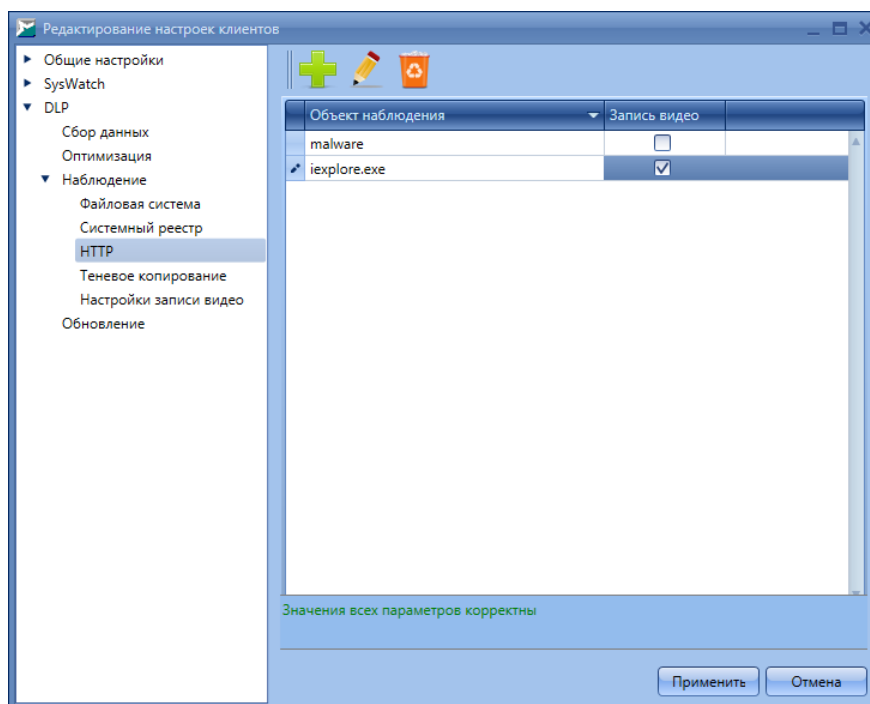 Редактирование настроек клиентов
Общие настройки
SysWatch
DLP
Сбор данных
Оптимизация
Наблюдение
Файловая система
Системный реестр
HTTP
Теневое копирование
Настройки записи видео
Обновление
Объект наблюдения Запись видео
malware
iexplore.exe
Значения всех параметров корректны
Применить Отмена